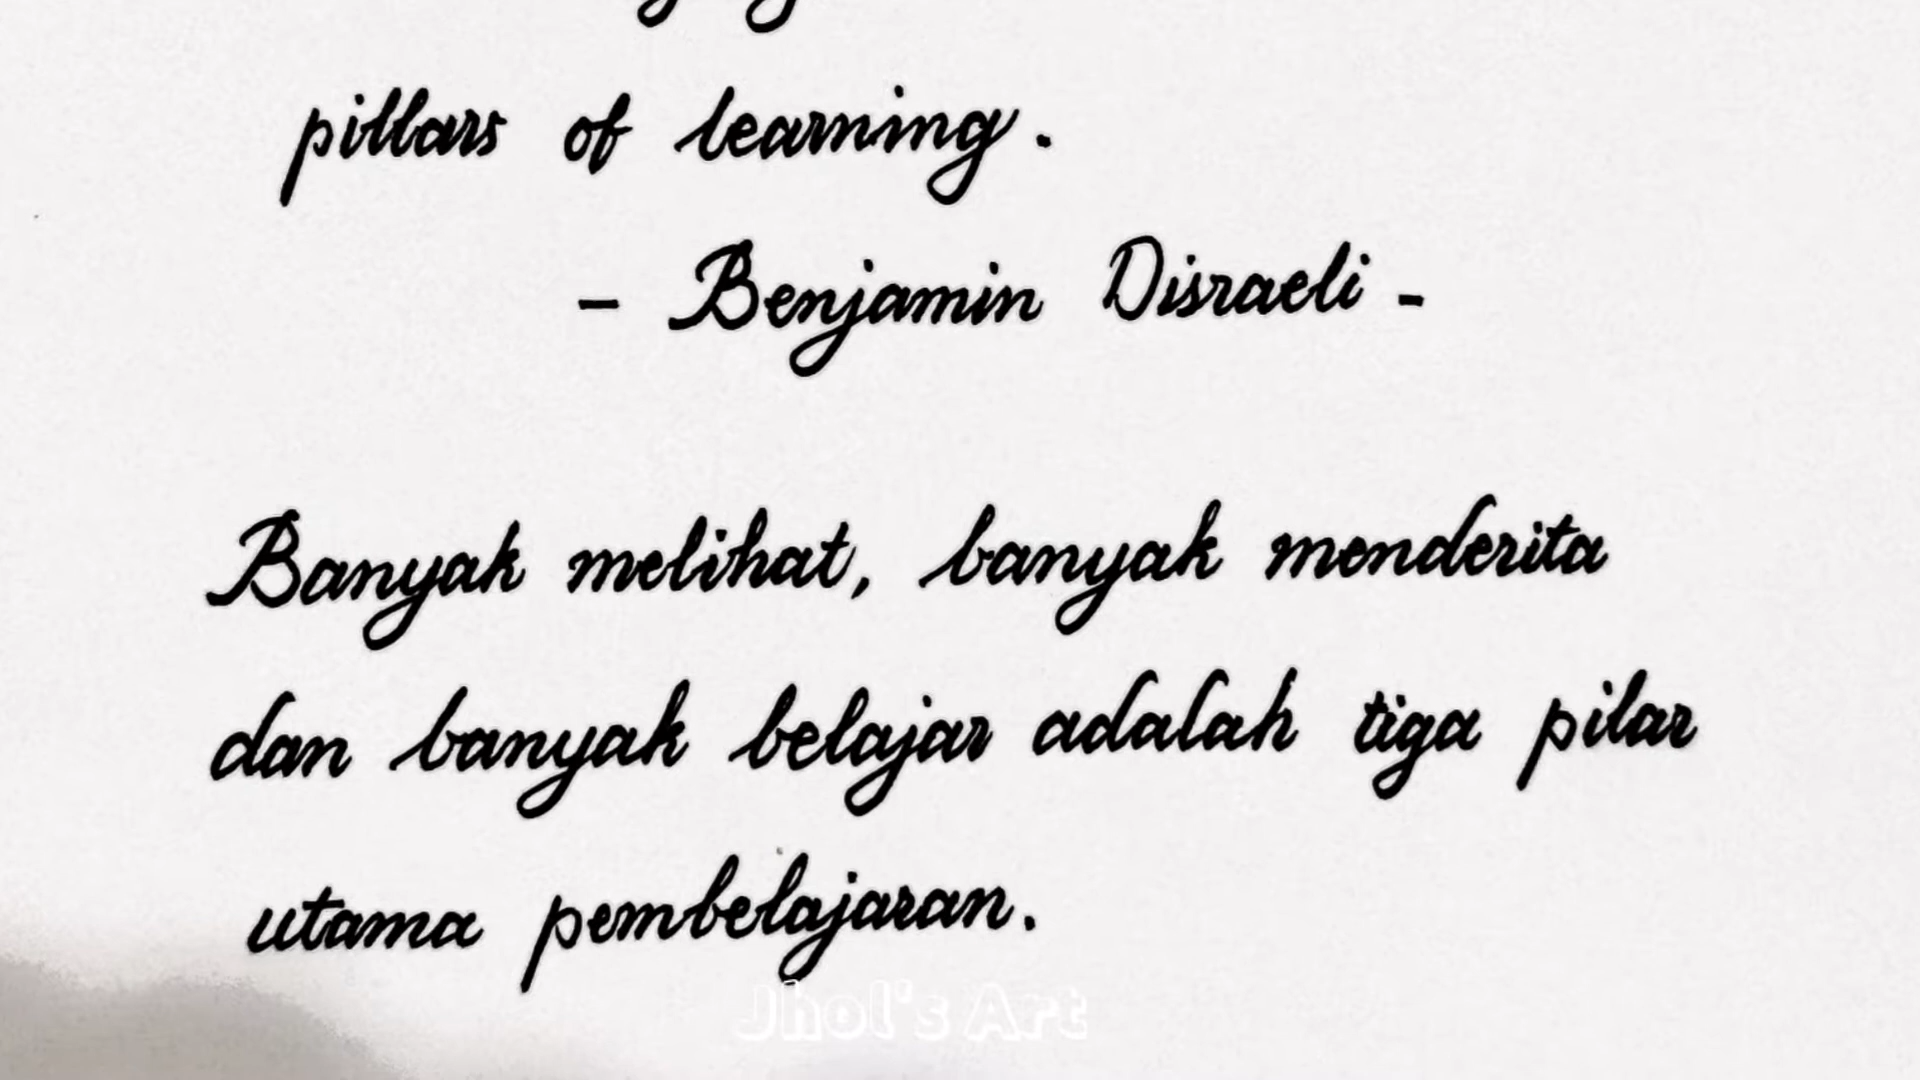 pillars of learning.
- Benjamin Disraeli -
Banyak melihat, banyak menderita
dan banyak belajar adalah tiga pilar
utama pembelajaran.
Jhol's Art